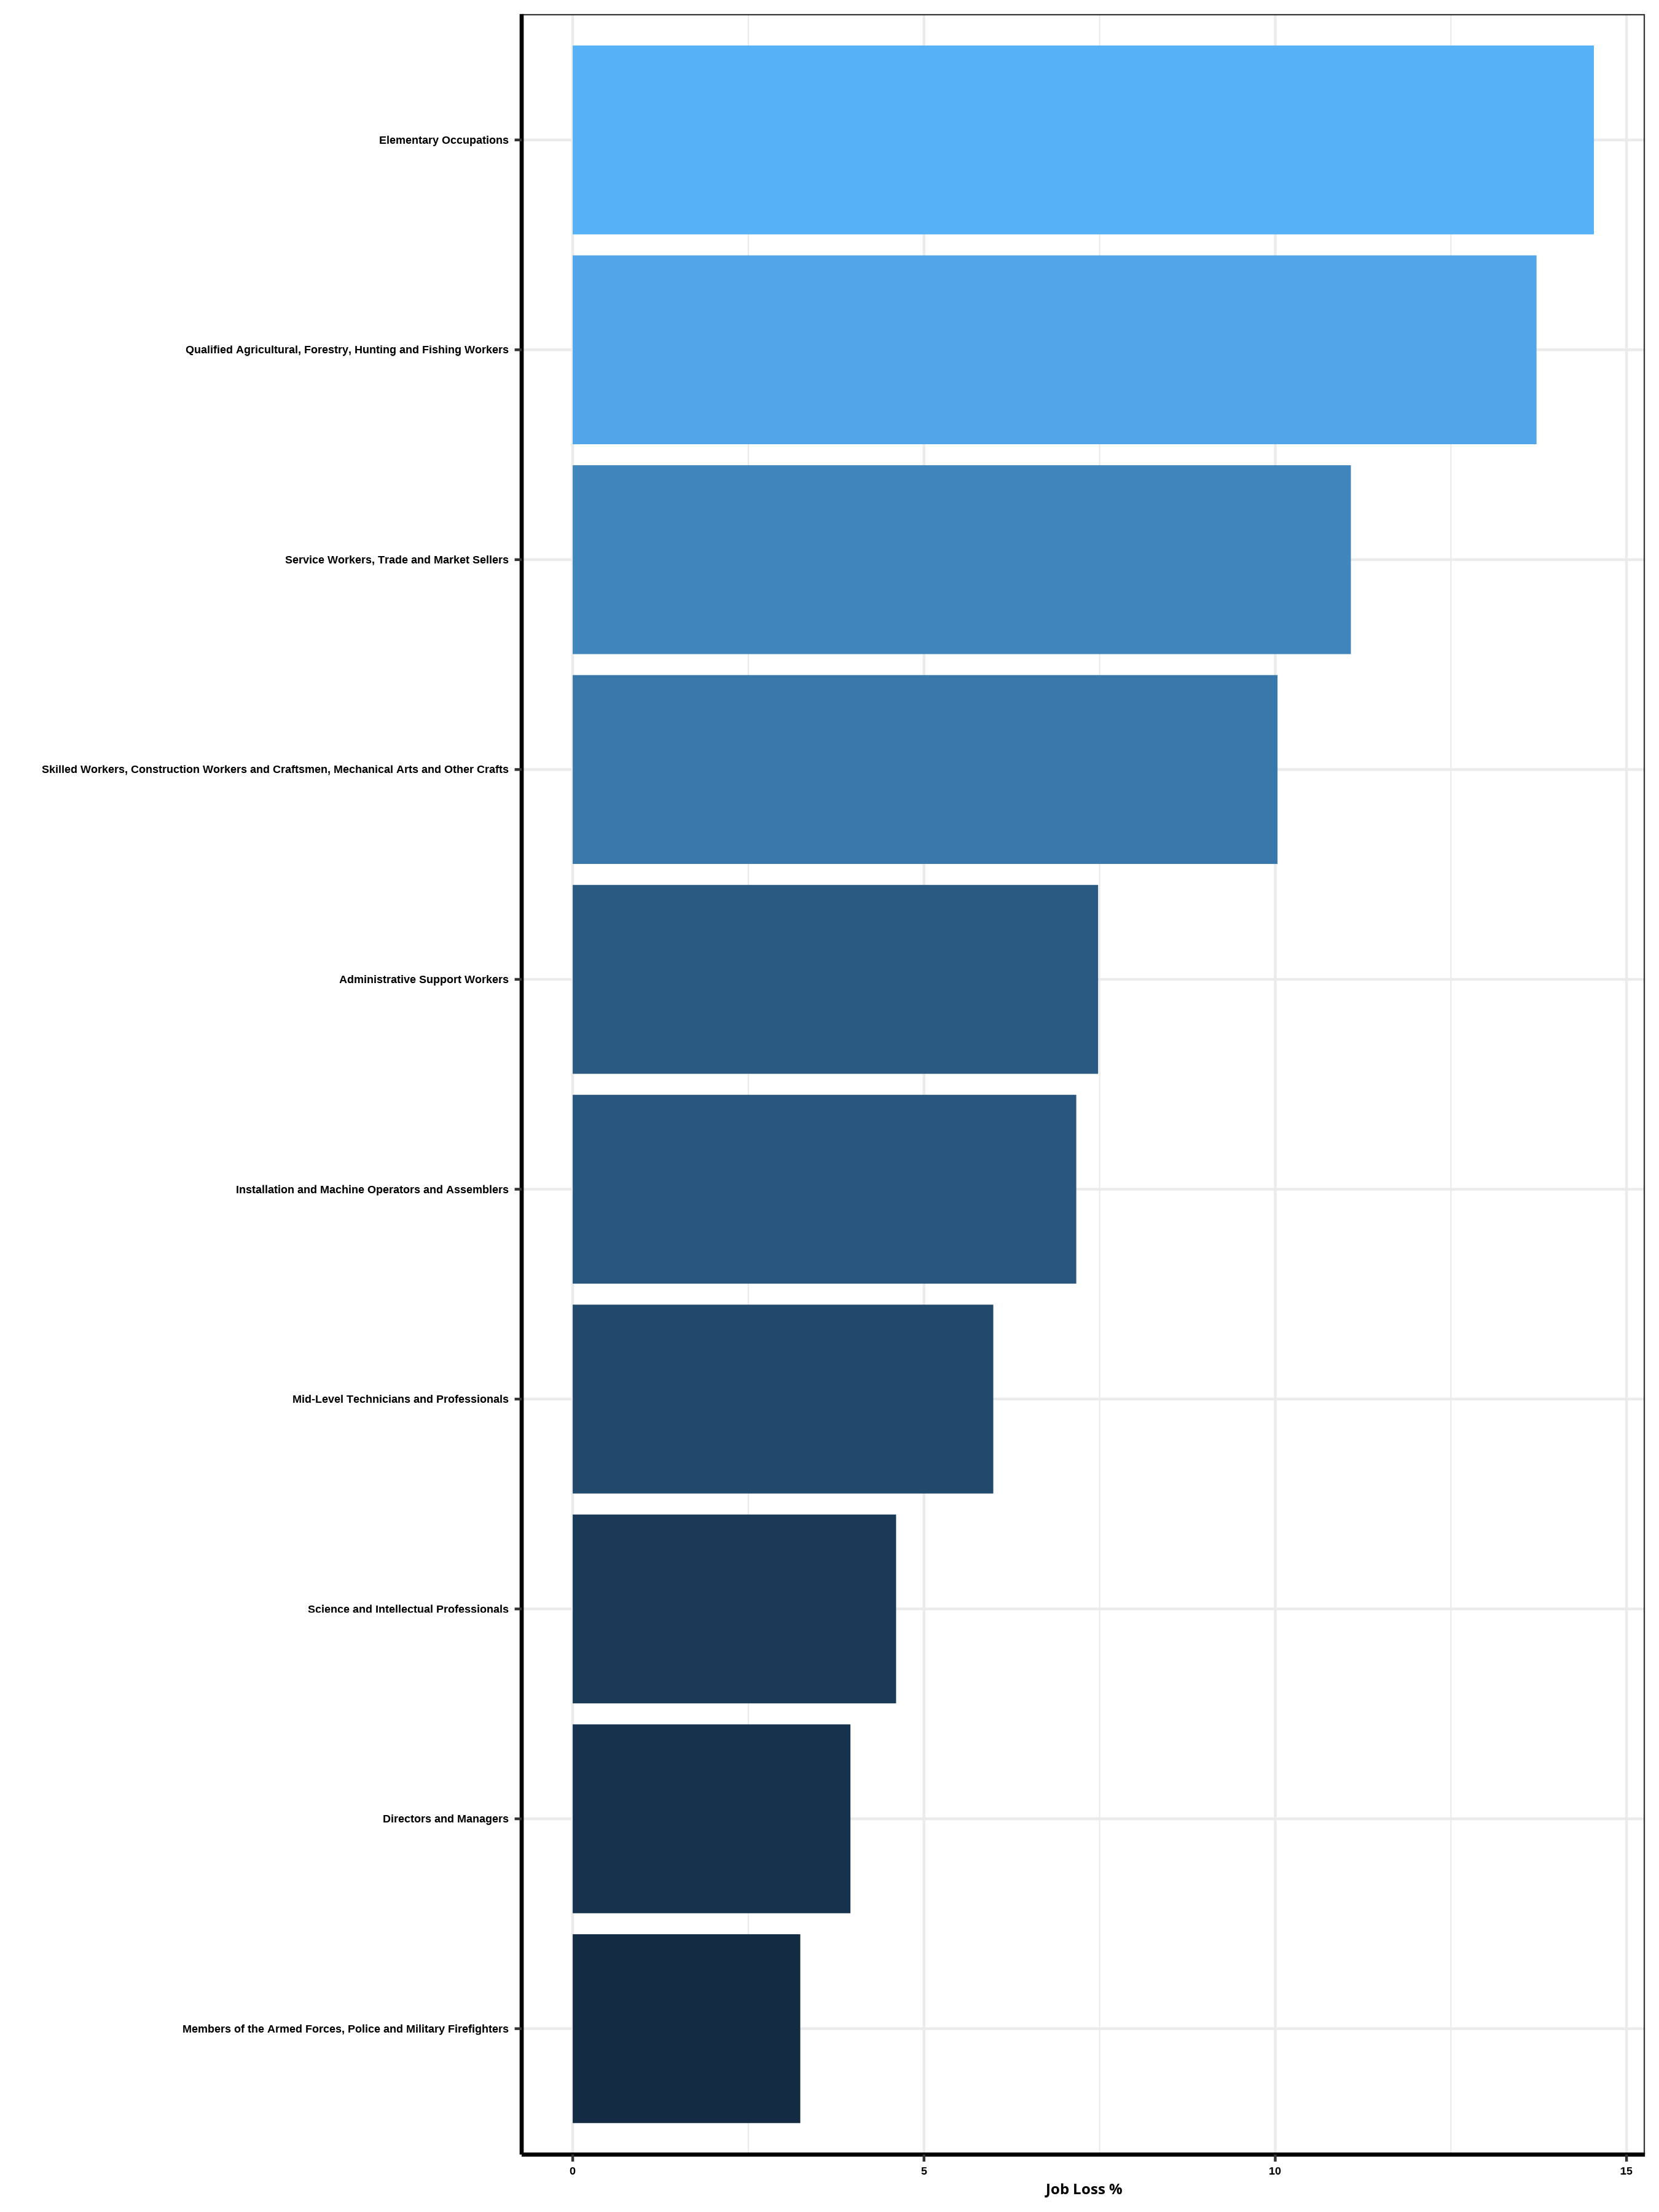 Elementary Occupations
Qualified Agricultural, Forestry, Hunting and Fishing Workers
Service Workers, Trade and Market Sellers
Skilled Workers, Construction Workers and Craftsmen, Mechanical Arts and Other Crafts
Administrative Support Workers
Installation and Machine Operators and Assemblers
Mid-Level Technicians and Professionals
Science and Intellectual Professionals
Directors and Managers
Members of the Armed Forces, Police and Military Firefighters
0 5 10 15
Job Loss %